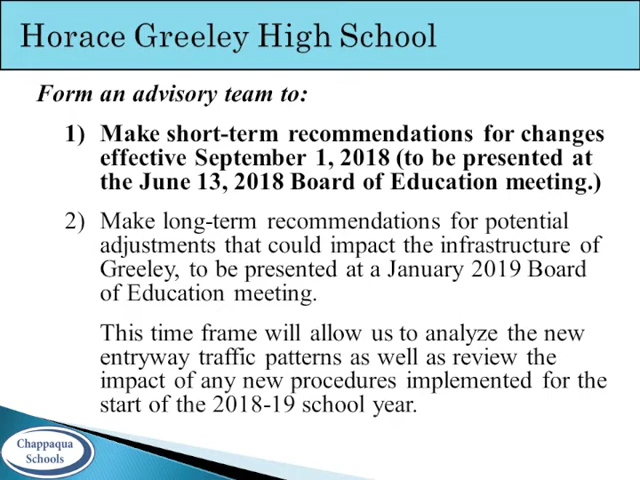 Horace Greeley High School
Form an advisory team to:
1) Make short-term recommendations for changes
effective September 1, 2018 (to be presented at
the June 13, 2018 Board of Education meeting.)
2) Make long-term recommendations for potential
adjustments that could impact the infrastructure of
Greeley, to be presented at a January 2019 Board
of Education meeting.
This time frame will allow us to analyze the new
entryway traffic patterns as well as review the
impact of any new procedures implemented for the
start of the 2018-19 school year.
Chappaqua
Schools